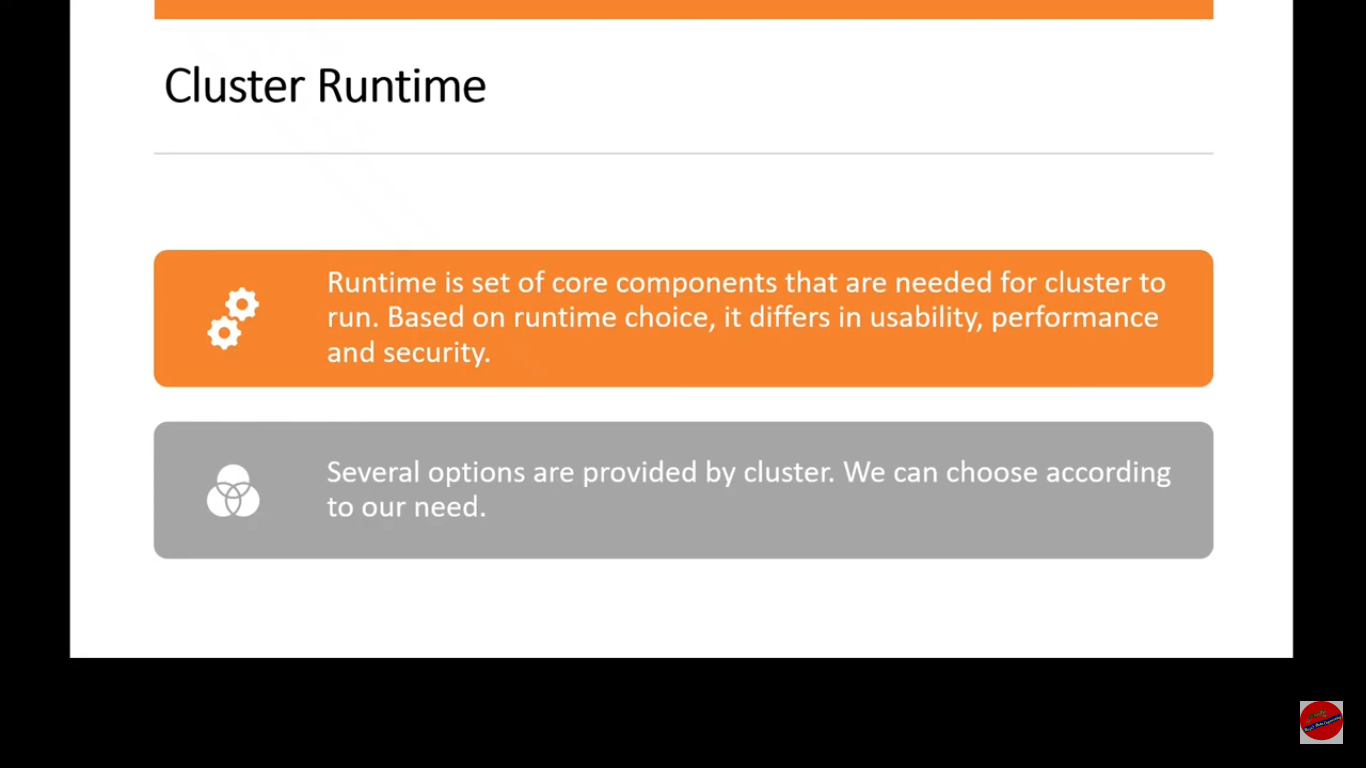 Cluster Runtime
Runtime is set of core components that are needed for cluster to
run. Based on runtime choice, it differs in usability, performance
and security.
Several options are provided by cluster. We can choose according
to our need.